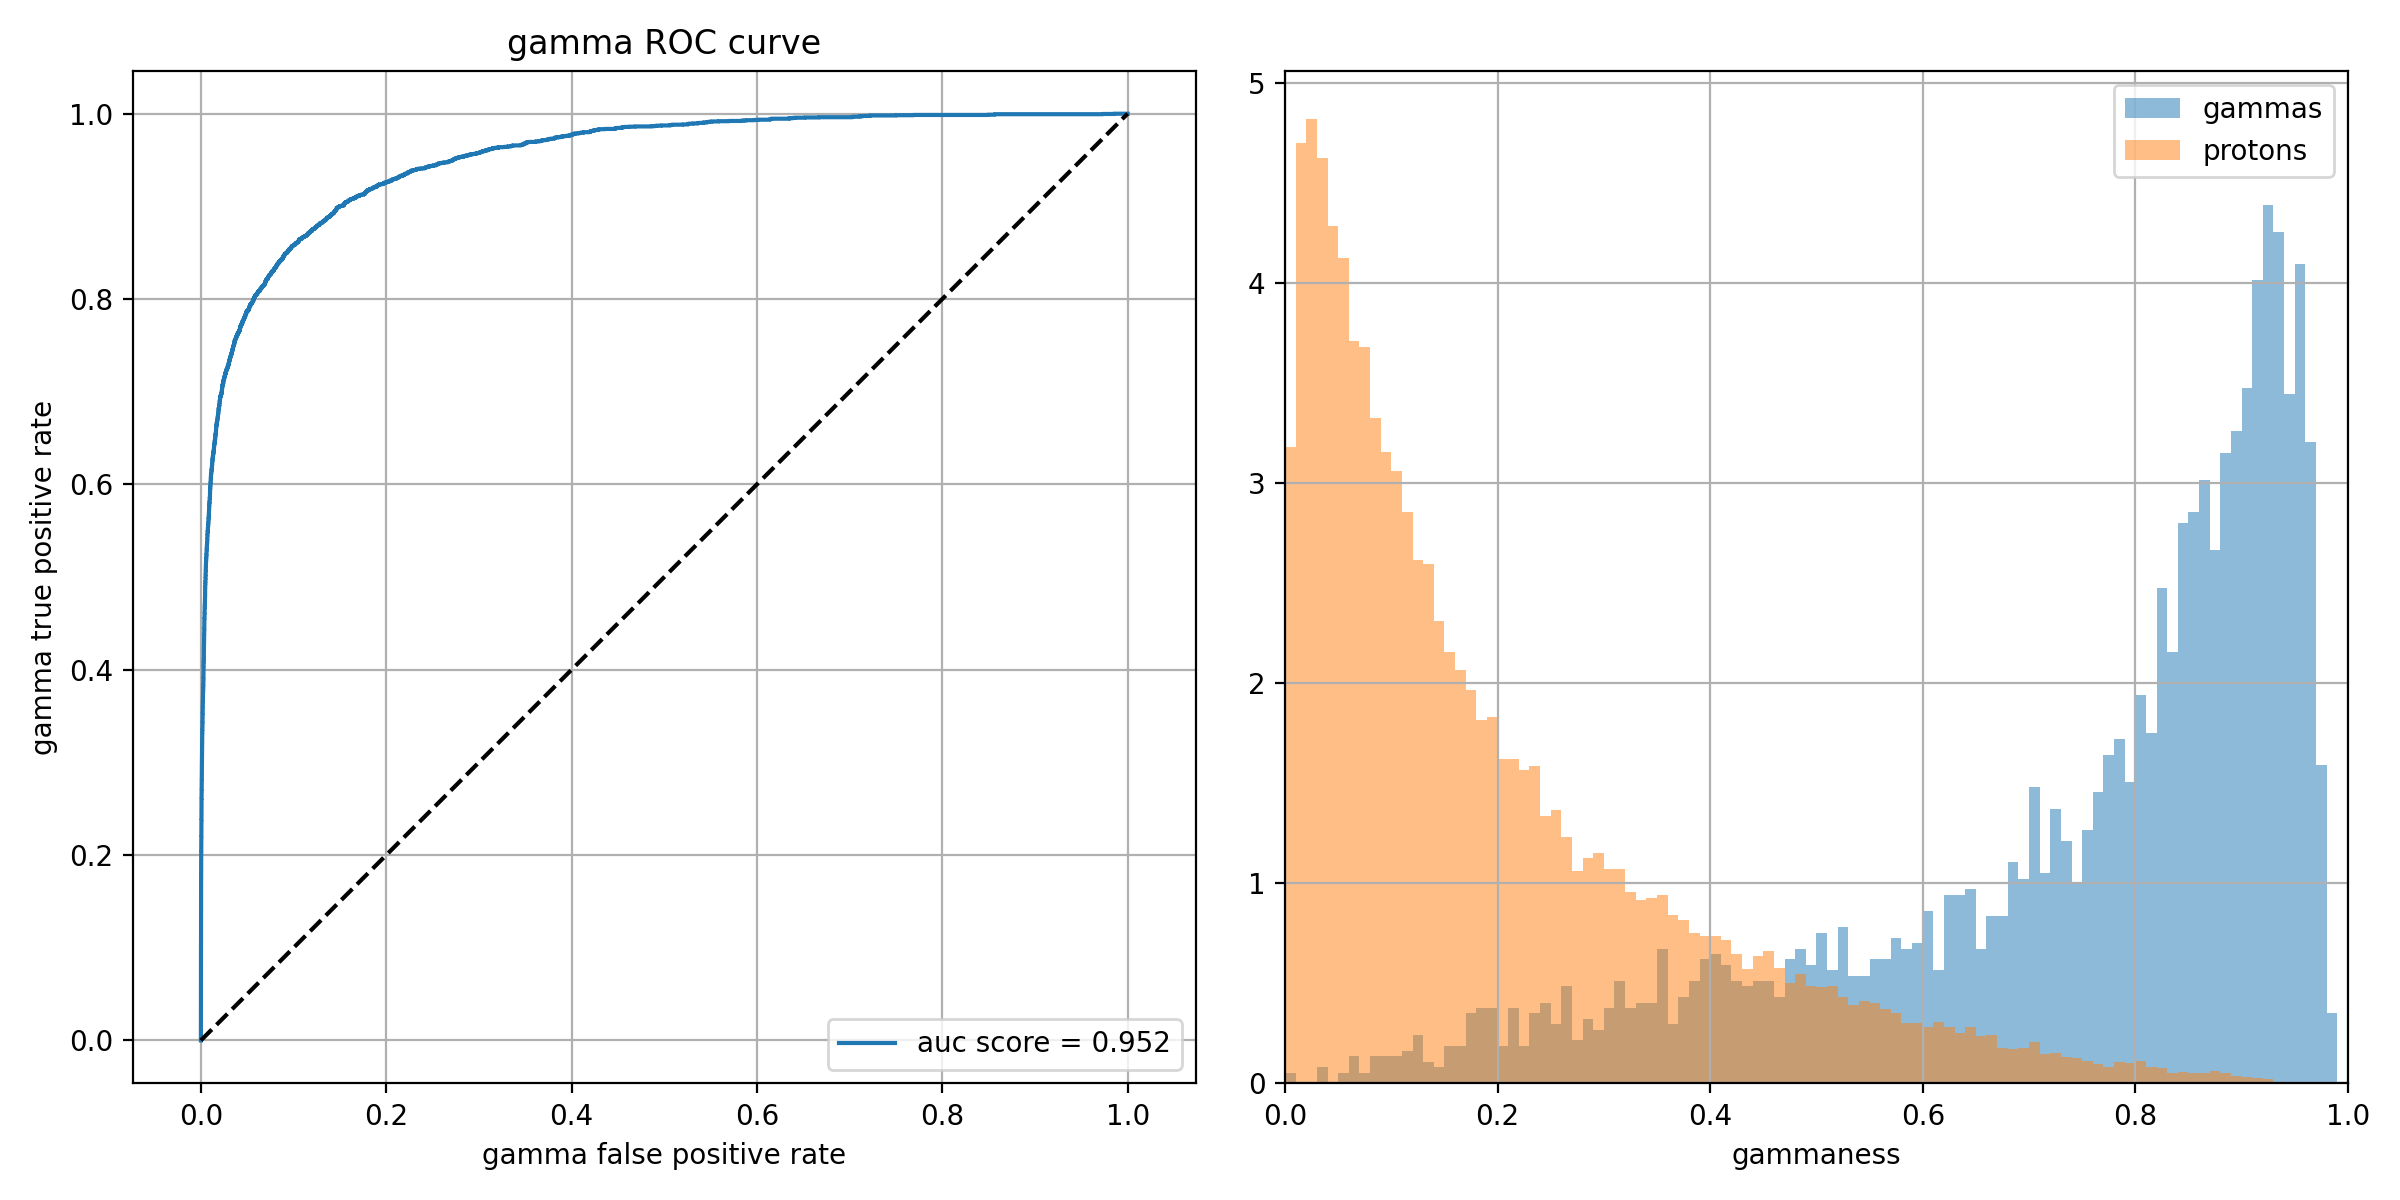 gamma ROC curve
gamma true positive rate
1.0
0.8
0.6
0.4
0.2
0.0
0.0 0.2 0.4 0.6 0.8 1.0
gamma false positive rate
auc score = 0.952
5
4
3
2
1
0
0.0 0.2 0.4 0.6 0.8 1.0
gammaness
gammas
protons